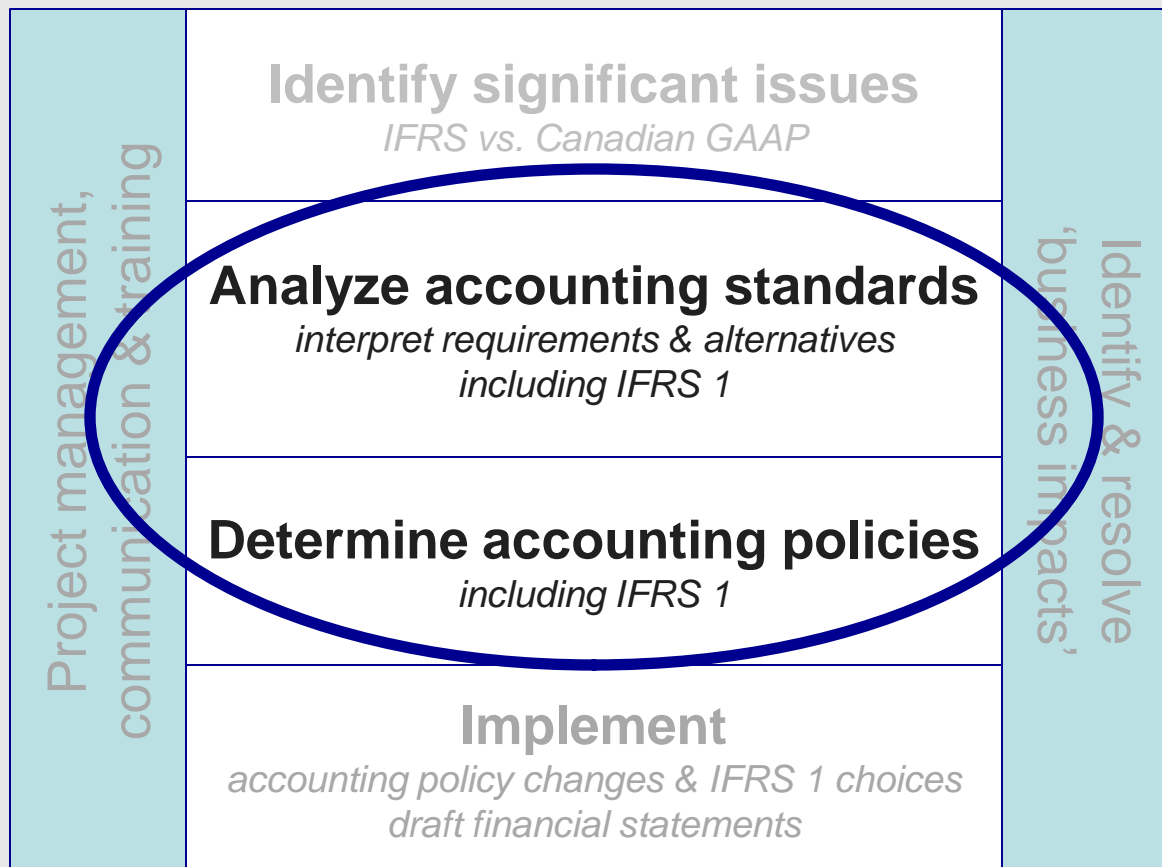 Project management,
communication & training
Identify significant issues
IFRS vs. Canadian GAAP
Analyze accounting standards
interpret requirements & alternatives
including IFRS 1
Determine accounting policies
including IFRS 1
Implement
accounting policy changes & IFRS 1 choices
draft financial statements
Identify & resolve
‘business impacts’